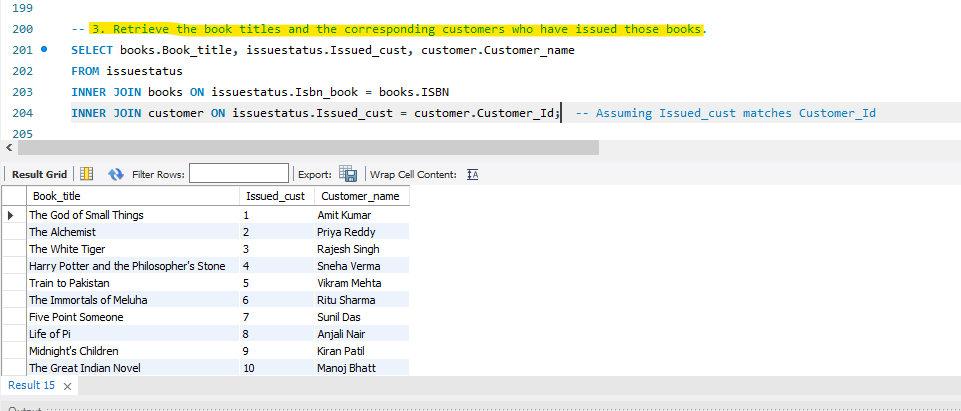 199
200 -- 3. Retrieve the book titles and the corresponding customers who have issued those books.
201 SELECT books.Book_title, issuestatus.Issued_cust, customer.Customer_name
202 FROM issuestatus
203 INNER JOIN books ON issuestatus.Isbn_book = books.ISBN
204 INNER JOIN customer ON issuestatus.Issued_cust = customer.Customer_Id; -- Assuming Issued_cust matches Customer_Id
205
Result Grid Filter Rows: Export: Wrap Cell Content:
Book_title Issued_cust Customer_name
The God of Small Things 1 Amit Kumar
The Alchemist 2 Priya Reddy
The White Tiger 3 Rajesh Singh
Harry Potter and the Philosopher's Stone 4 Sneha Verma
Train to Pakistan 5 Vikram Mehta
The Immortals of Meluha 6 Ritu Sharma
Five Point Someone 7 Sunil Das
Life of Pi 8 Anjali Nair
Midnight's Children 9 Kiran Patil
The Great Indian Novel 10 Manoj Bhatt
Result 15
Output